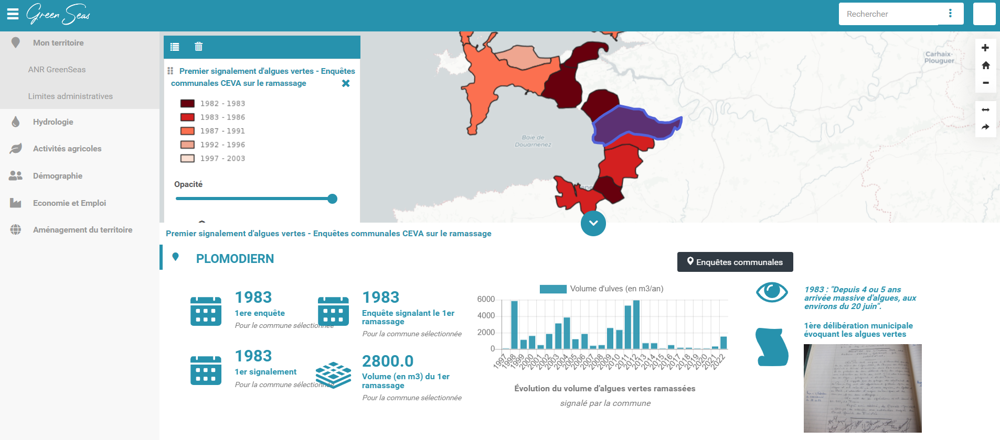 Green Seas
Rechercher
Mon territoire
ANR GreenSeas
Limites administratives
Hydrologie
Activités agricoles
Démographie
Economie et Emploi
Aménagement du territoire
Premier signalement d'algues vertes - Enquêtes
communales CEVA sur le ramassage
1982 - 1983
1983 - 1986
1987 - 1991
1992 - 1996
1997 - 2003
Opacité
Carhaix-
Plouguer
Baie de
Douarnenez
Premier signalement d'algues vertes - Enquêtes communales CEVA sur le ramassage
PLOMODIERN
Enquêtes communales
1983
1ere enquête
Pour le commune sélectionnée
1983
Enquête signalant le 1er
ramassage
Pour la commune sélectionnée
1983
1er signalement
Pour la commune sélectionnée
2800.0
Volume (en m3) du 1er
ramassage
Pour la commune sélectionnée
Volume d'ulves (en m3/an)
6000
4000
2000
0
1997
1998
1999
2000
2001
2002
2003
2004
2005
2006
2007
2008
2009
2010
2011
2012
2013
2014
2015
2016
2017
2018
2019
2020
2021
2022
Évolution du volume d'algues vertes ramassées
signalé par la commune
1983 : "Depuis 4 ou 5 ans
arrivée massive d'algues, aux
environs du 20 juin".
1ère délibération municipale
évoquant les algues vertes